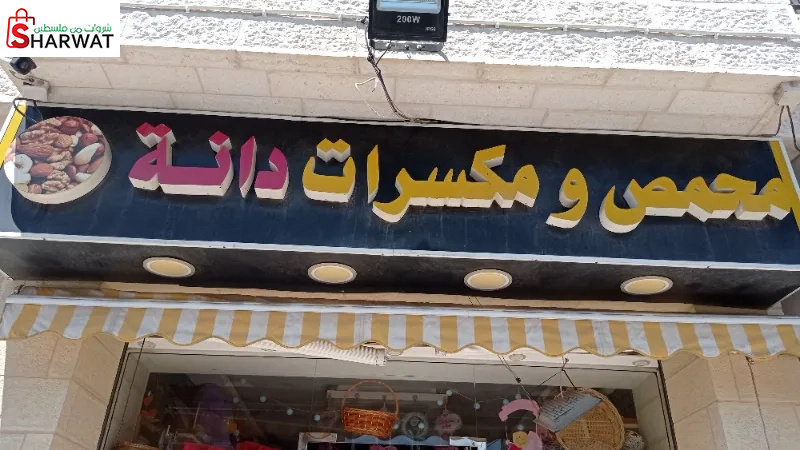 شروات من فلسطين
SHARWAT
200W
محمص و مكسرات دانة